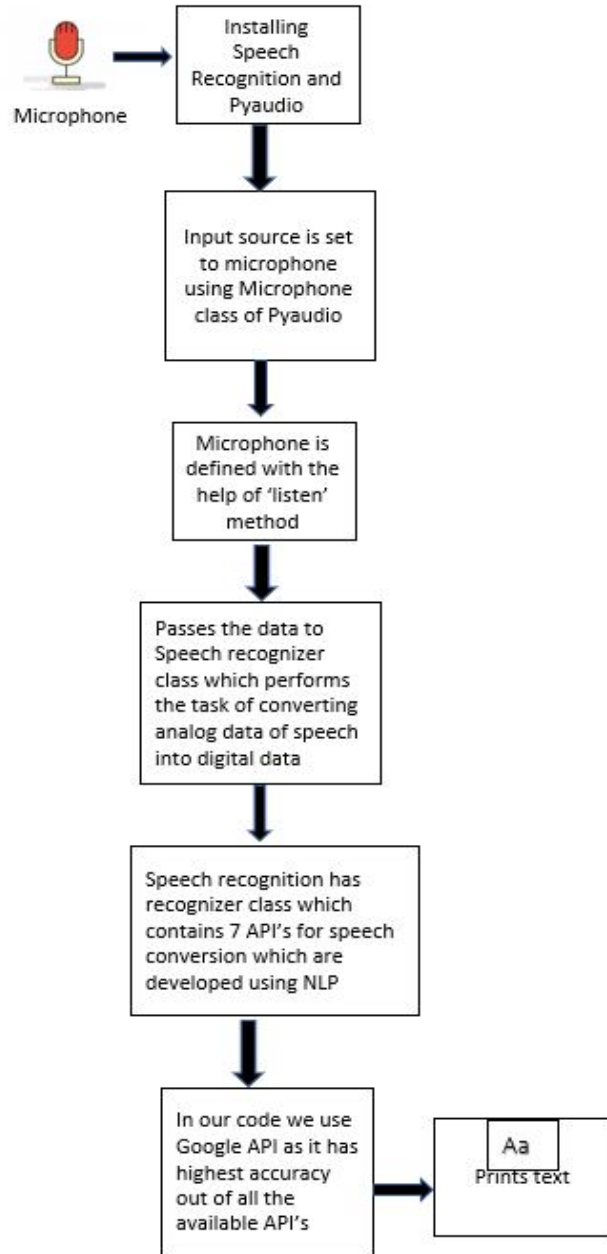 Microphone
Installing
Speech
Recognition and
Pyaudio
Input source is set
to microphone
using Microphone
class of Pyaudio
Microphone is
defined with the
help of ‘listen’
method
Passes the data to
Speech recognizer
class which performs
the task of converting
analog data of speech
into digital data
Speech recognition has
recognizer class which
contains 7 API’s for speech
conversion which are
developed using NLP
In our code we use
Google API as it has
highest accuracy
out of all the
available API’s
Aa
Prints text